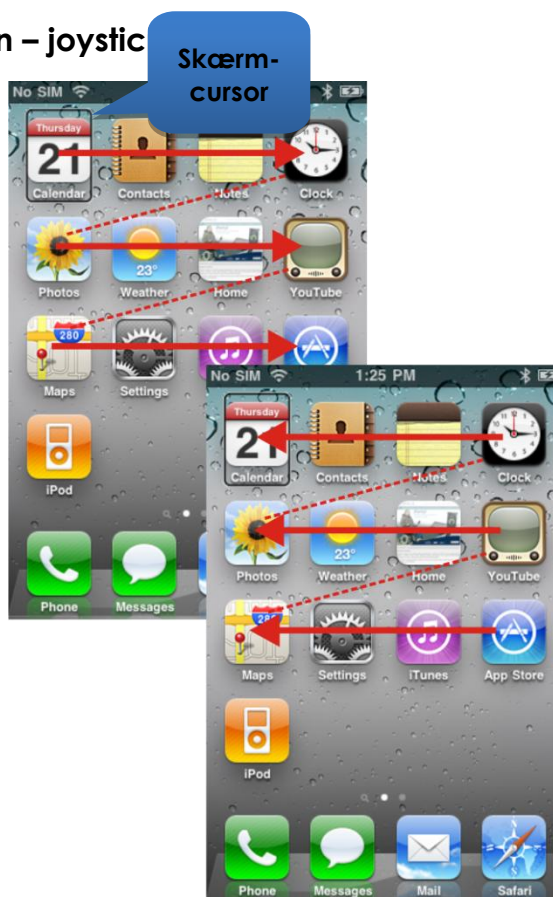 n – joystic
Skærm-
cursor
No SIM
Thursday
21
Calendar
Contacts
Notes
Clock
23°
Photos
Weather
Home
YouTube
280
Maps
Settings
iPod
Phone
Messages
No SIM
1:25 PM
Thursday
21
Calendar
Contacts
Notes
Clock
23°
Photos
Weather
Home
YouTube
280
Maps
Settings
iTunes
App Store
iPod
Phone
Messages
Mail
Safari